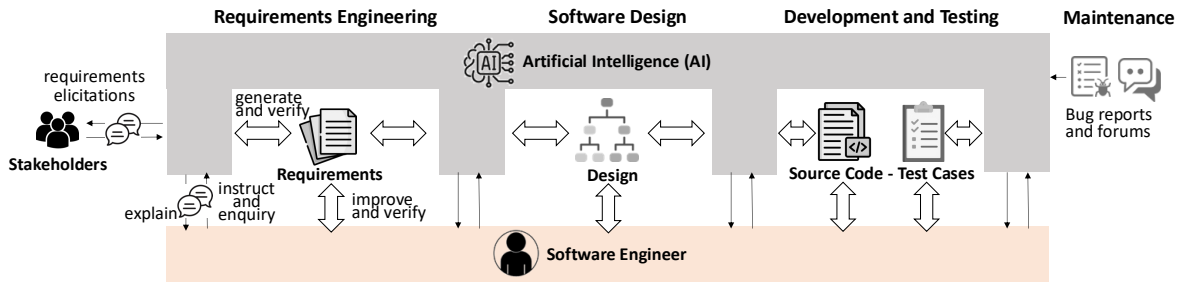 Requirements Engineering
Software Design
Development and Testing
Maintenance
AI
Artificial Intelligence (AI)
requirements
elicitations
generate
and verify
Bug reports
and forums
Stakeholders
Requirements
Design
Source Code - Test Cases
explain
instruct
and
enquiry
improve
and verify
Software Engineer